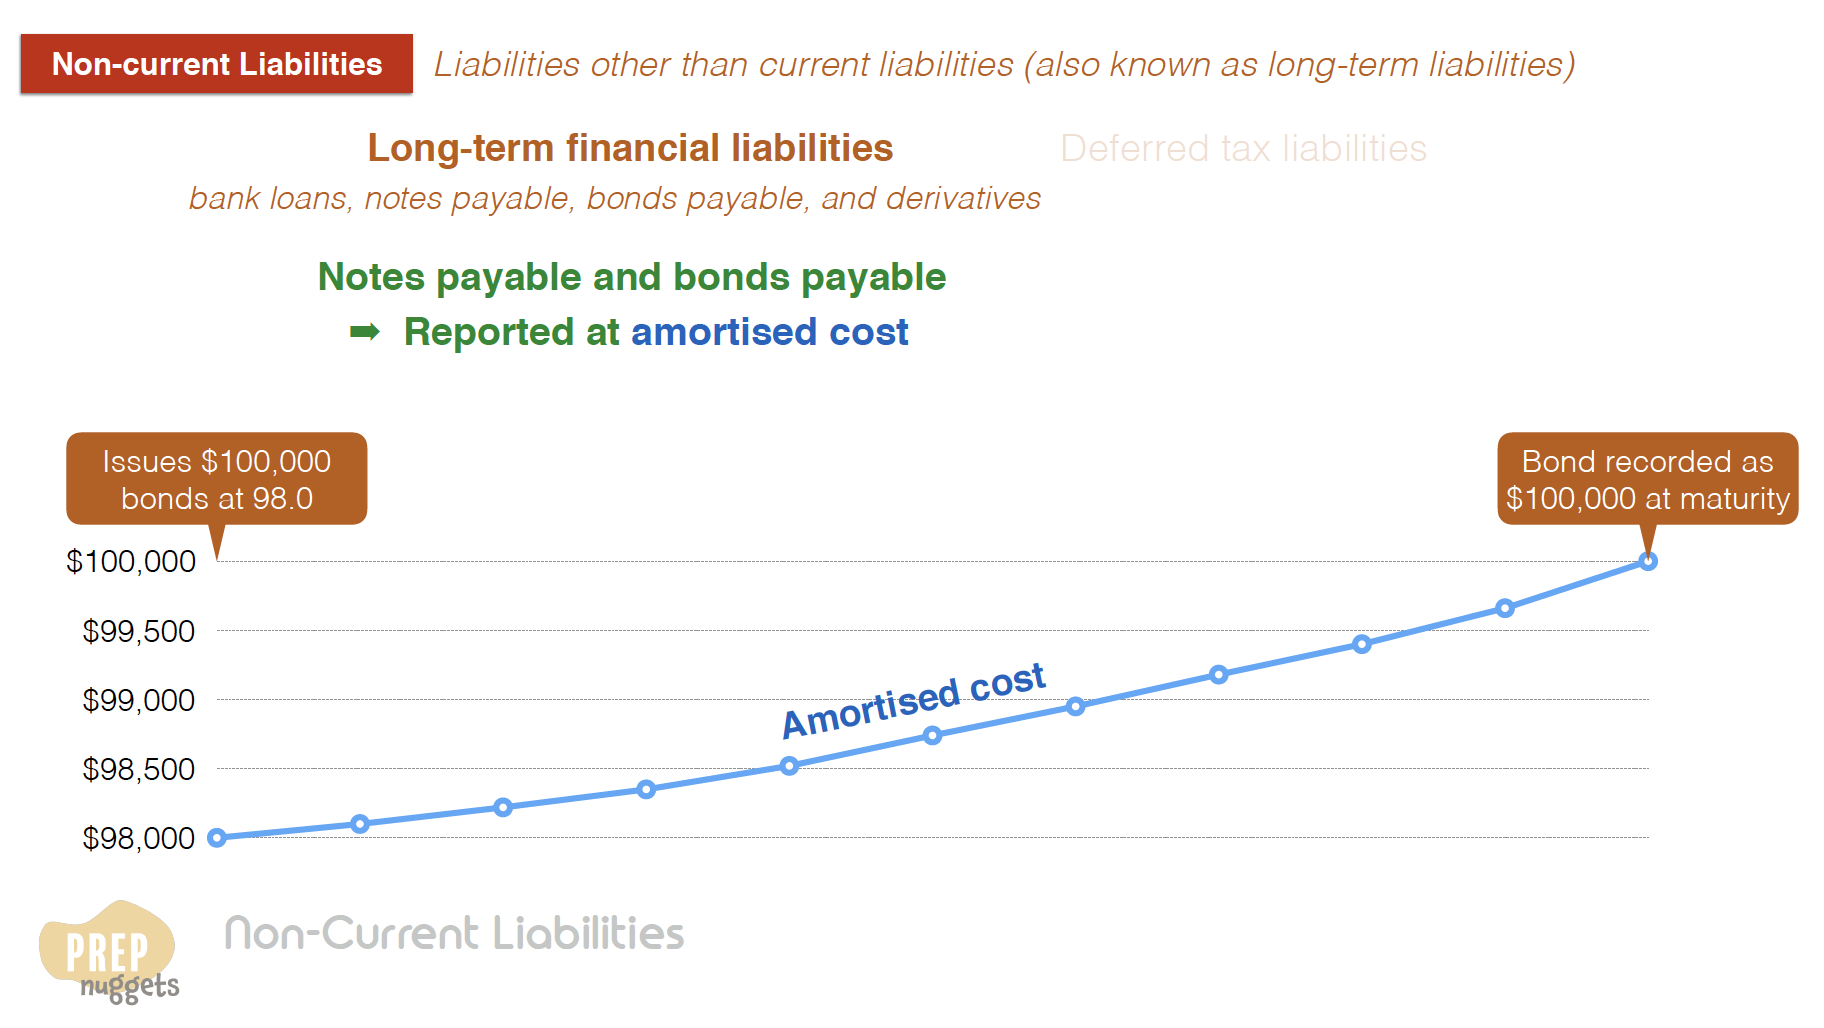 Non-current Liabilities
Liabilities other than current liabilities (also known as long-term liabilities)
Long-term financial liabilities
Deferred tax liabilities
bank loans, notes payable, bonds payable, and derivatives
Notes payable and bonds payable
➡ Reported at amortised cost
Issues $100,000
bonds at 98.0
Bond recorded as
$100,000 at maturity
$100,000
$99,500
$99,000
$98,500
$98,000
Amortised cost
PREP
nuggets
Non-Current Liabilities